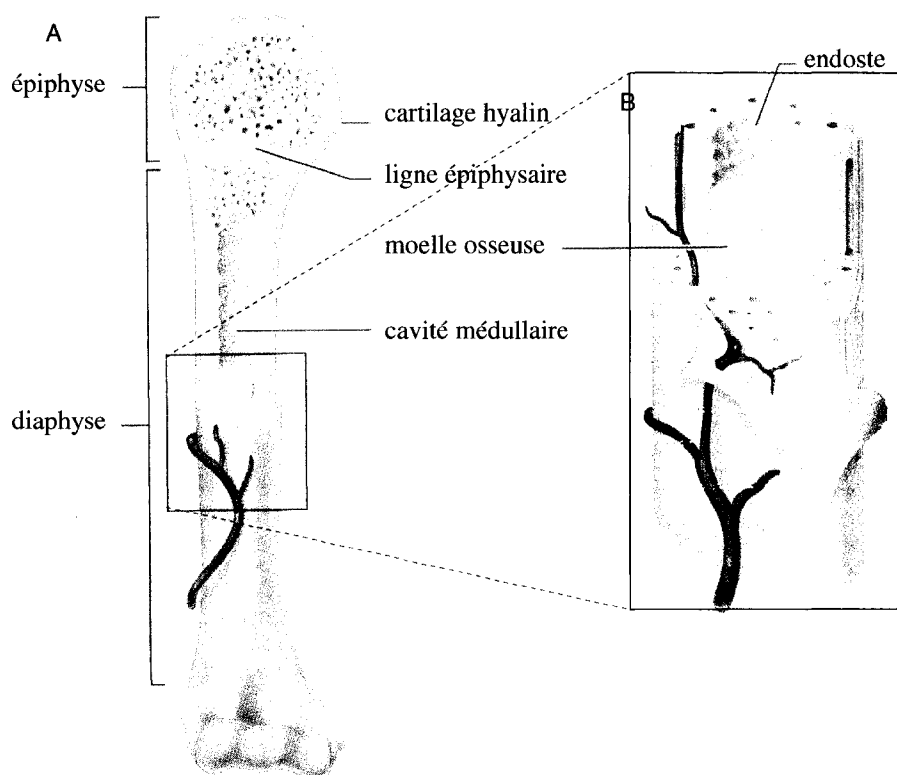 A
épiphyse
cartilage hyalin
ligne épiphysaire
moelle osseuse
cavité médullaire
diaphyse
endoste
B